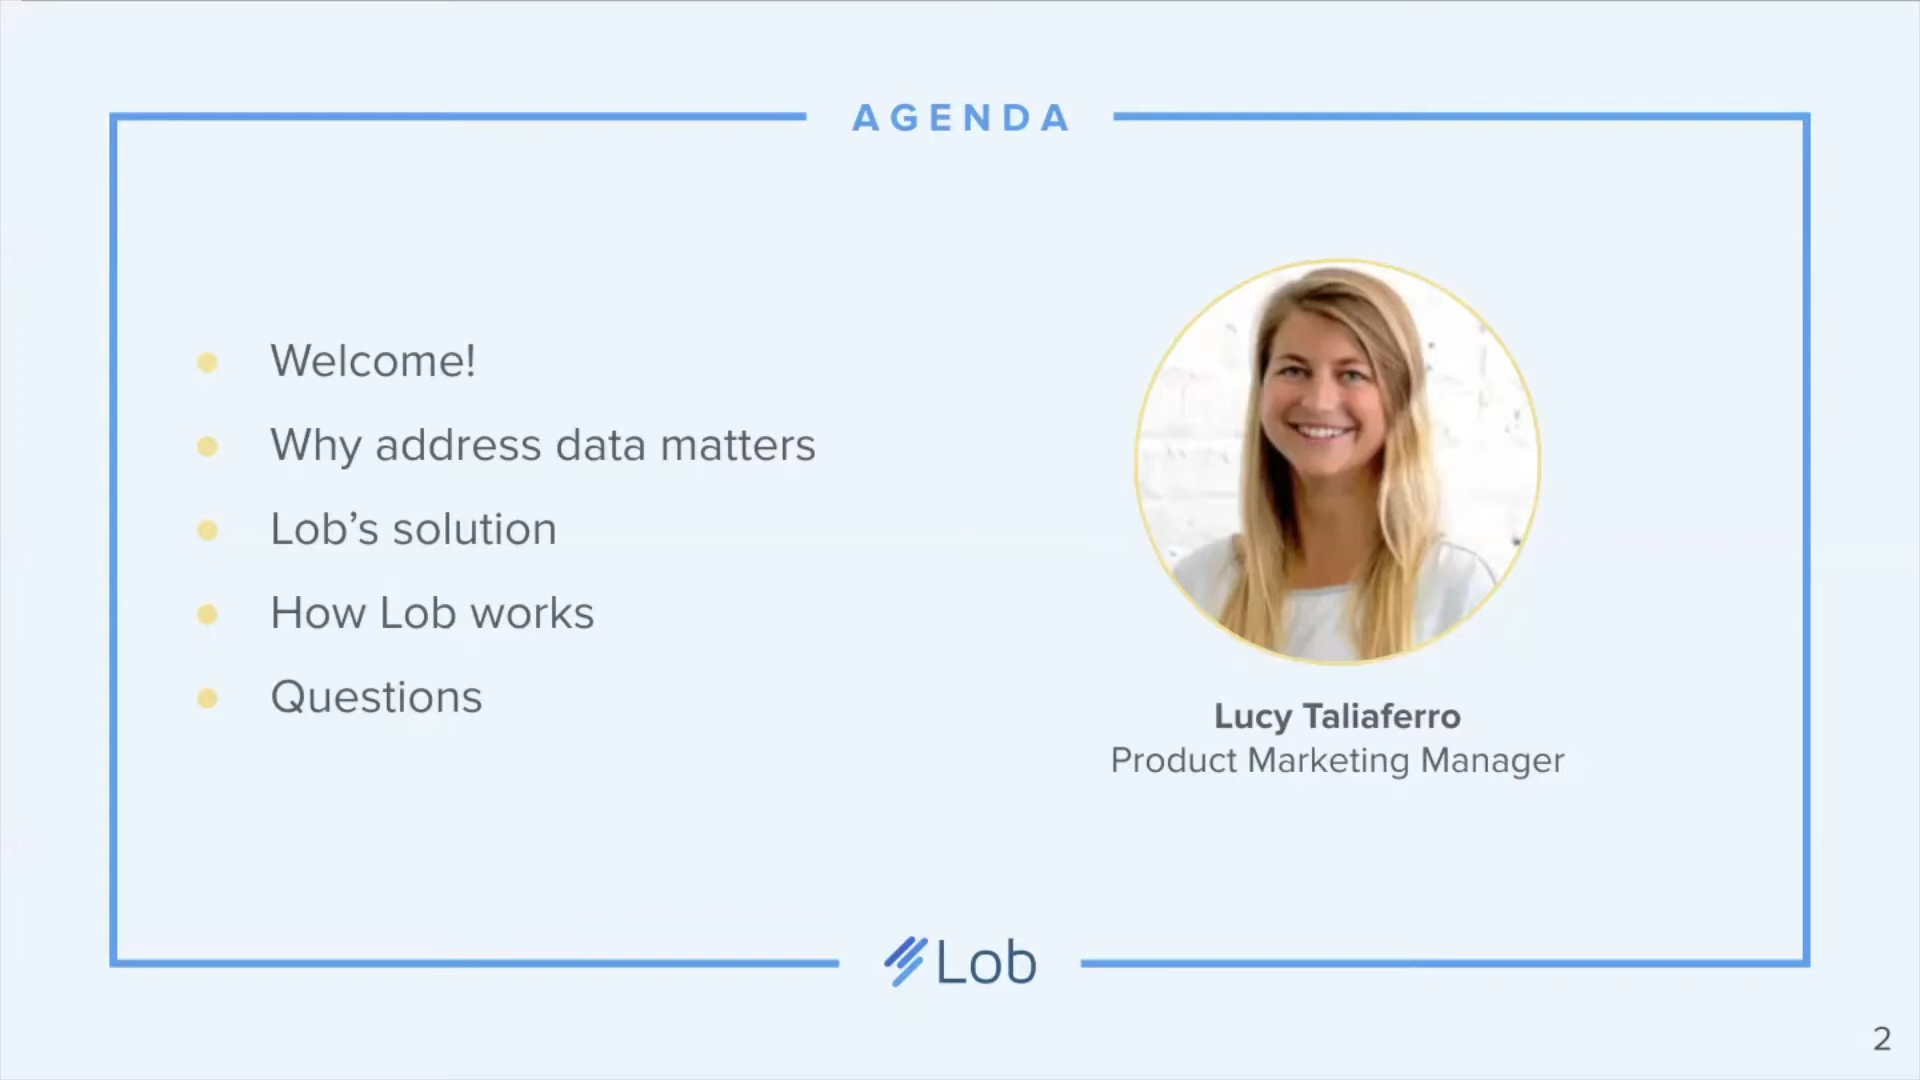 AGENDA
Welcome!
Why address data matters
Lob’s solution
How Lob works
Questions
Lucy Taliaferro
Product Marketing Manager
Lob
2